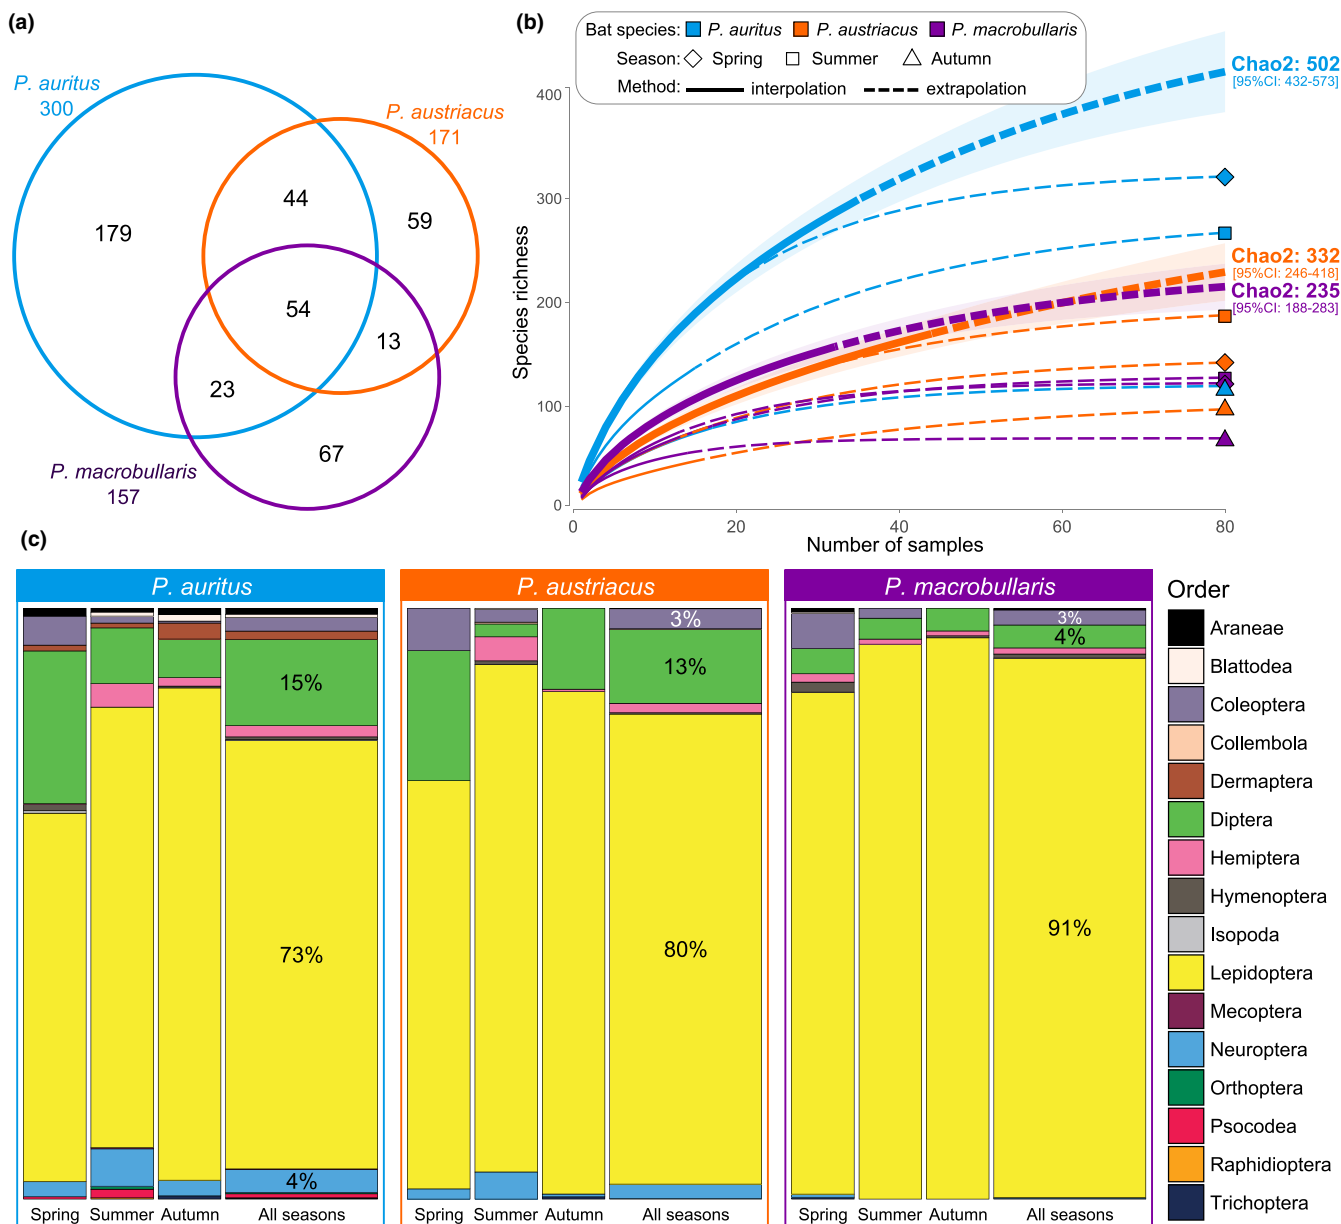 (a)
P. auritus
300
P. austriacus
171
44
59
179
54
13
23
67
P. macrobullaris
157
(b)
Bat species: P. auritus P. austriacus P. macrobullaris
Season: Spring Summer Autumn
Method: interpolation extrapolation
Chao2: 502
[95%CI: 432-573]
Chao2: 332
[95%CI: 246-418]
Chao2: 235
[95%CI: 188-283]
Species richness
400
300
200
100
0
0 20 40 60 80
Number of samples
(c)
P. auritus
15%
73%
4%
Spring Summer Autumn All seasons
P. austriacus
3%
13%
80%
Spring Summer Autumn All seasons
P. macrobullaris
3%
4%
91%
Spring Summer Autumn All seasons
Order
Araneae
Blattodea
Coleoptera
Collembola
Dermaptera
Diptera
Hemiptera
Hymenoptera
Isopoda
Lepidoptera
Mecoptera
Neuroptera
Orthoptera
Psocodea
Raphidioptera
Trichoptera